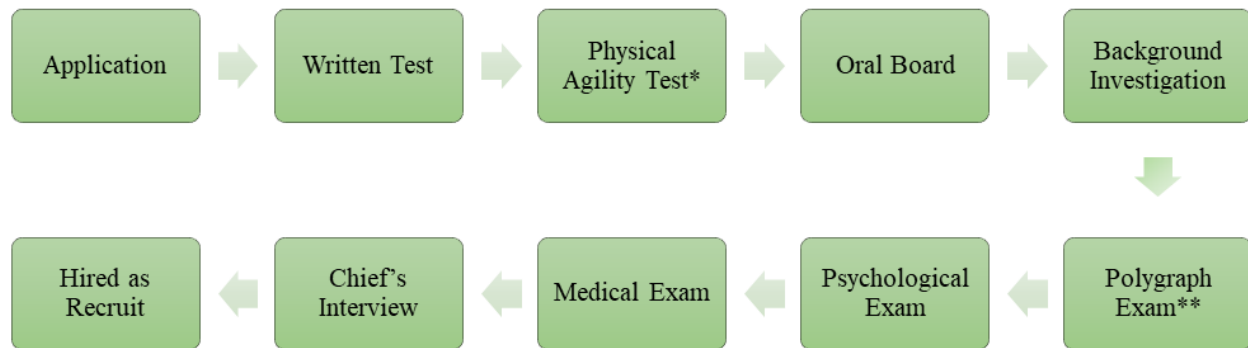 Application
Written Test
Physical
Agility Test*
Oral Board
Background
Investigation
Polygraph
Exam**
Psychological
Exam
Medical Exam
Chief's
Interview
Hired as
Recruit